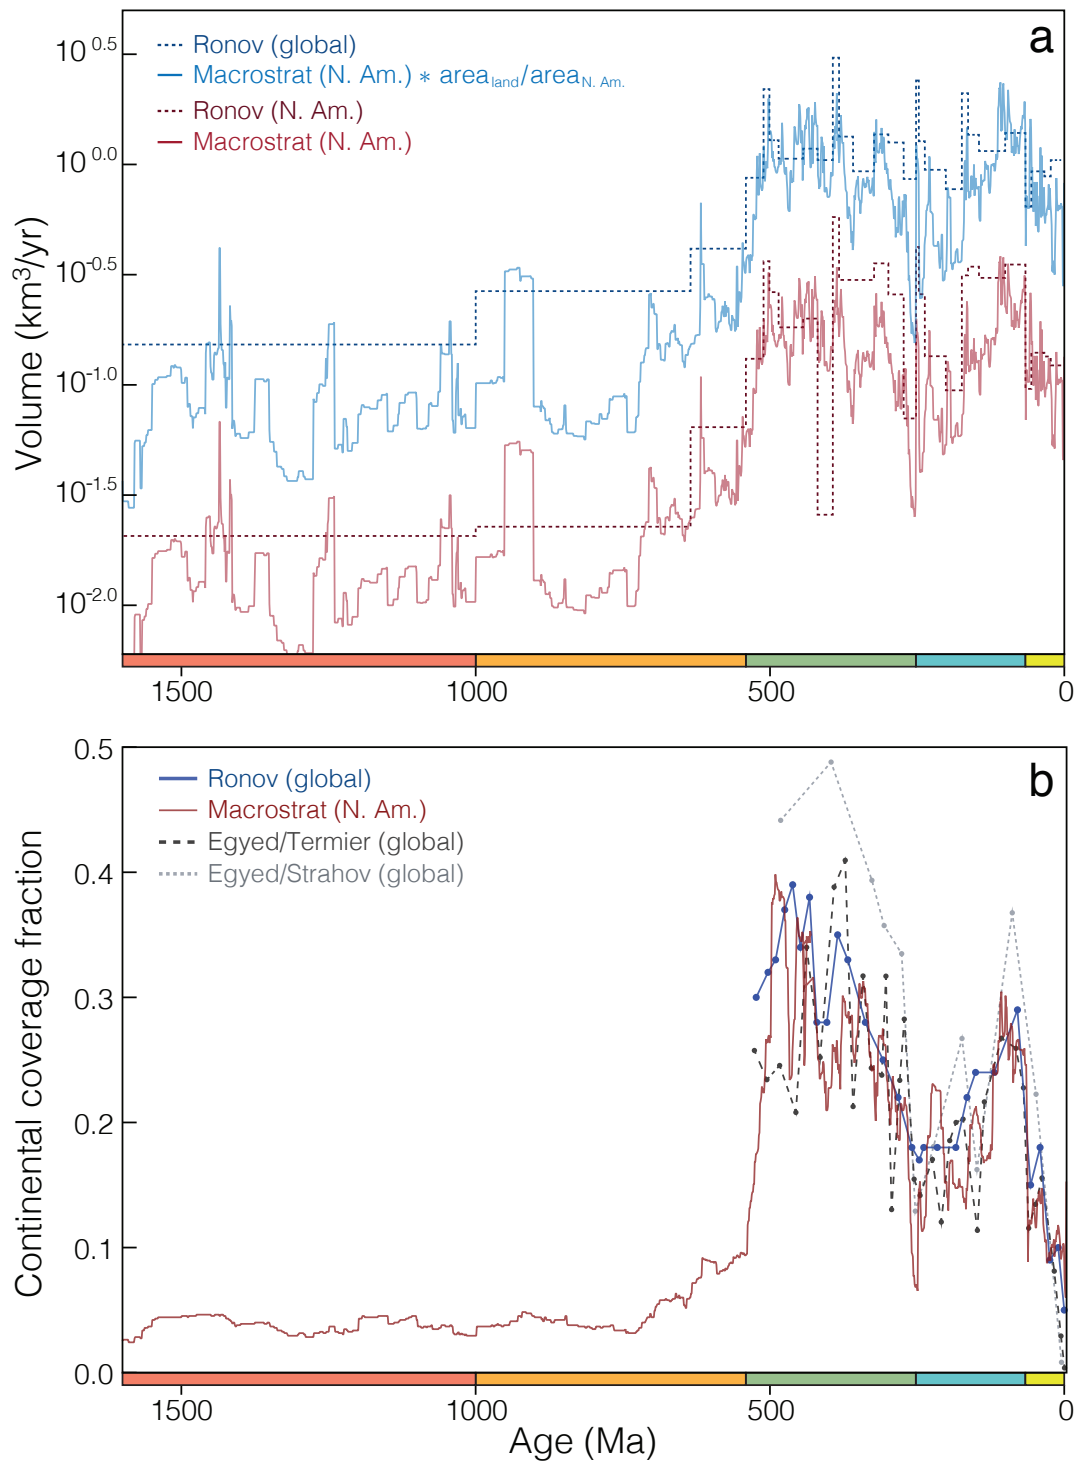 a
Ronov (global)
Macrostrat (N. Am.) * area land/area N. Am.
Ronov (N. Am.)
Macrostrat (N. Am.)
10^0.5
10^0.0
10^-0.5
10^-1.0
10^-1.5
10^-2.0
Volume (km³/yr)
1500 1000 500 0
b
Ronov (global)
Macrostrat (N. Am.)
Egyed/Termier (global)
Egyed/Strahov (global)
0.5
0.4
0.3
0.2
0.1
0.0
Continental coverage fraction
1500 1000 500 0
Age (Ma)